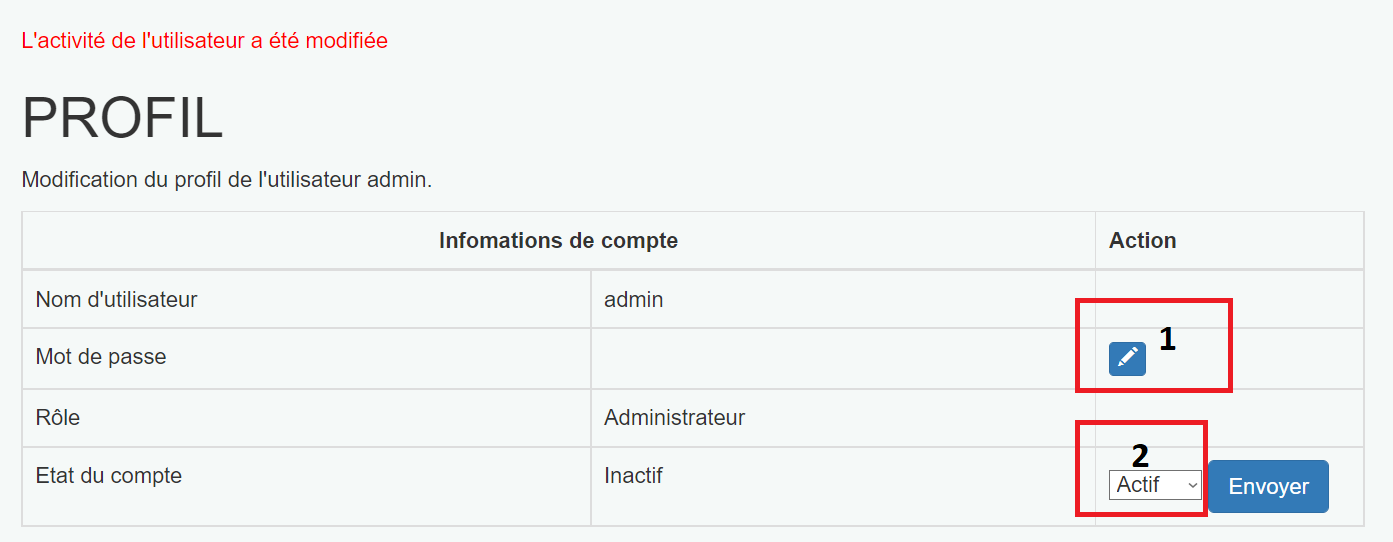 L'activité de l'utilisateur a été modifiée
PROFIL
Modification du profil de l'utilisateur admin.
Infomations de compte Action
Nom d'utilisateur admin
Mot de passe 1
Rôle Administrateur
2
Etat du compte Inactif Actif Envoyer